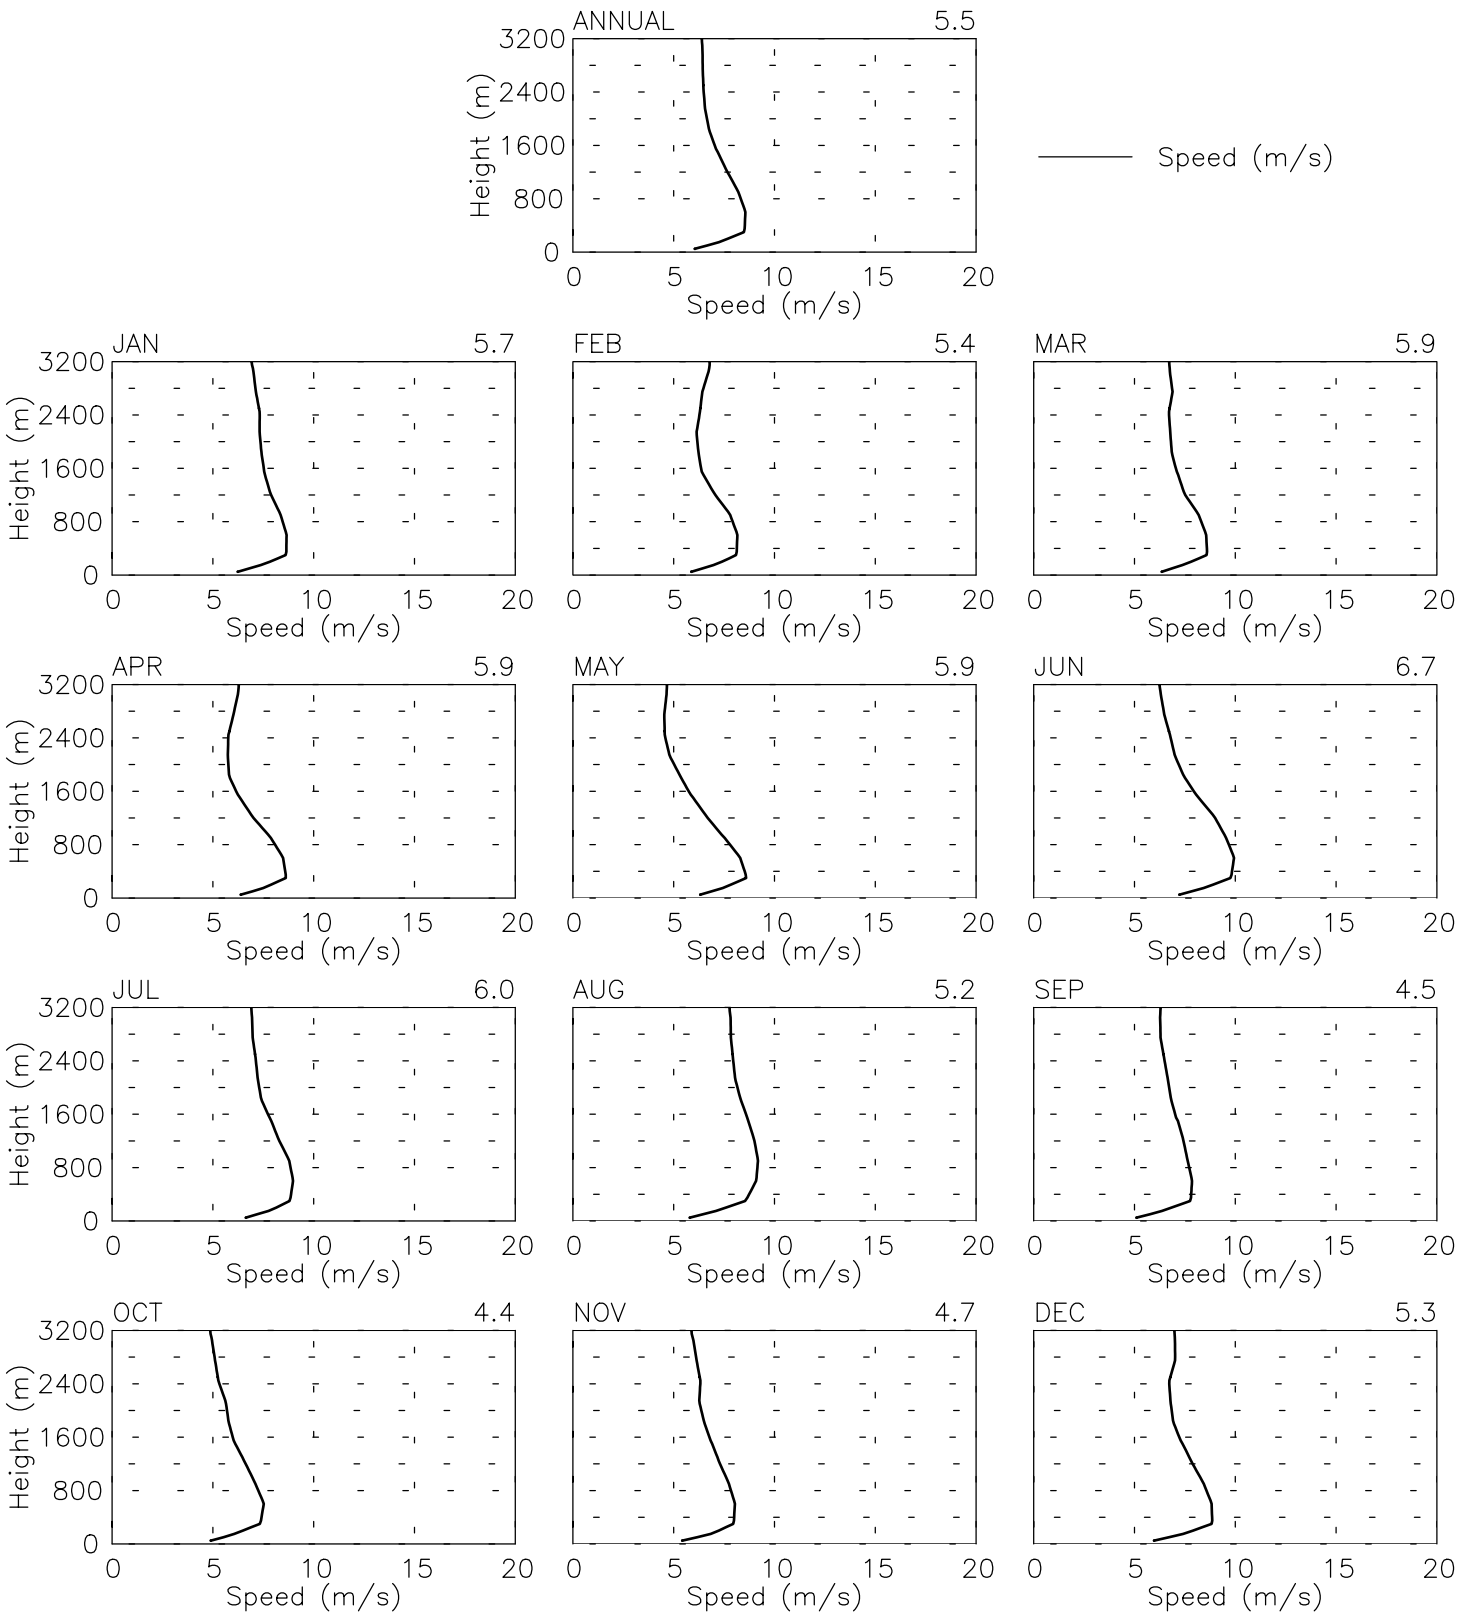 ANNUAL 5.5
3200
2400
1600
800
0
Height (m)
0 5 10 15 20
Speed (m/s)
Speed (m/s)
JAN 5.7
3200
2400
1600
800
0
Height (m)
0 5 10 15 20
Speed (m/s)
FEB 5.4
0 5 10 15 20
Speed (m/s)
MAR 5.9
0 5 10 15 20
Speed (m/s)
APR 5.9
3200
2400
1600
800
0
Height (m)
0 5 10 15 20
Speed (m/s)
MAY 5.9
0 5 10 15 20
Speed (m/s)
JUN 6.7
0 5 10 15 20
Speed (m/s)
JUL 6.0
3200
2400
1600
800
0
Height (m)
0 5 10 15 20
Speed (m/s)
AUG 5.2
0 5 10 15 20
Speed (m/s)
SEP 4.5
0 5 10 15 20
Speed (m/s)
OCT 4.4
3200
2400
1600
800
0
Height (m)
0 5 10 15 20
Speed (m/s)
NOV 4.7
0 5 10 15 20
Speed (m/s)
DEC 5.3
0 5 10 15 20
Speed (m/s)